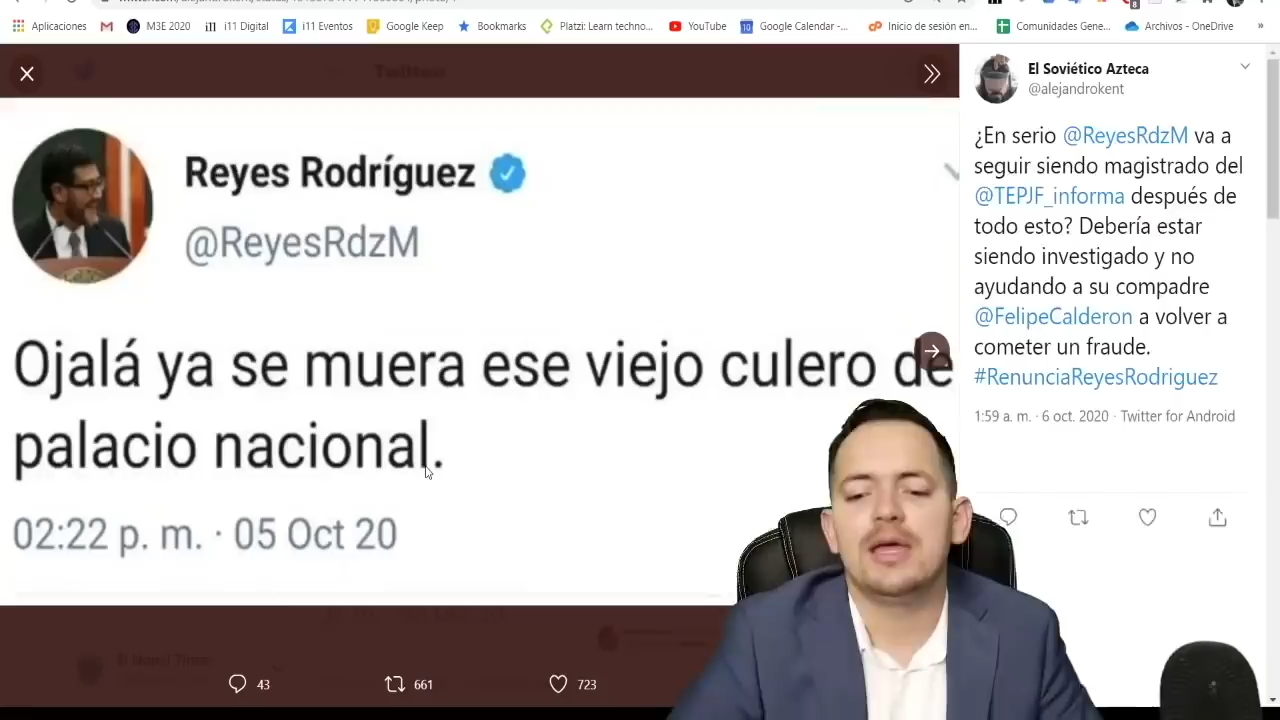 Aplicaciones
M3E 2020
i11 Digital
i11 Eventos
Google Keep
Bookmarks
Platzi: Learn techno...
YouTube
Google Calendar -...
Inicio de sesión en...
Comunidades Gene...
Archivos - OneDrive
Twitter
Reyes Rodríguez
@ReyesRdzM
Ojalá ya se muera ese viejo culero de
palacio nacional.
02:22 p. m. · 05 Oct 20
43
661
723
El Soviético Azteca
@alejandrokent
¿En serio @ReyesRdzM va a
seguir siendo magistrado del
@TEPJF_informa después de
todo esto? Debería estar
siendo investigado y no
ayudando a su compadre
@FelipeCalderon a volver a
cometer un fraude.
#RenunciaReyesRodriguez
1:59 a. m. · 6 oct. 2020 · Twitter for Android